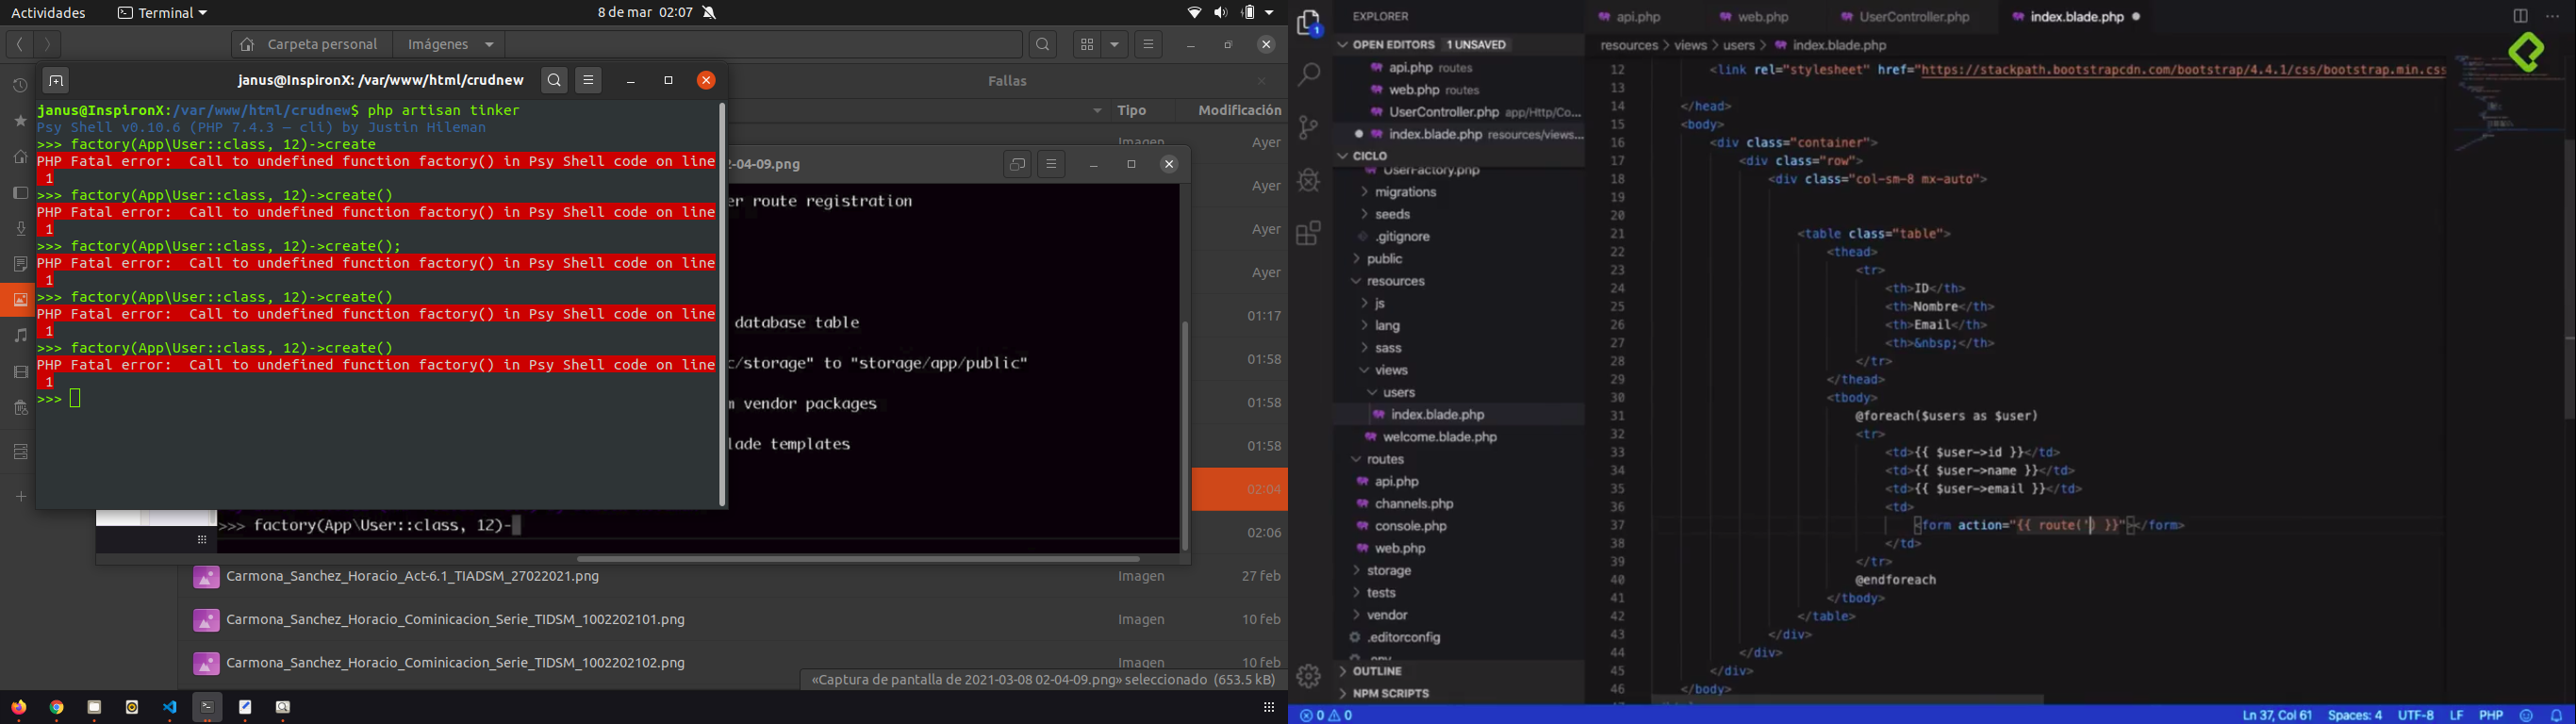 Actividades
Terminal
8 de mar  02:07
Carpeta personal
Imágenes
Fallas
Tipo
Modificación
janus@InspironX: /var/www/html/crudnew
janus@InspironX:/var/www/html/crudnew$ php artisan tinker
Psy Shell v0.10.6 (PHP 7.4.3 — cli) by Justin Hileman
>>> factory(App\User::class, 12)->create
PHP Fatal error:  Call to undefined function factory() in Psy Shell code on line
1
>>> factory(App\User::class, 12)->create()
PHP Fatal error:  Call to undefined function factory() in Psy Shell code on line
1
>>> factory(App\User::class, 12)->create();
PHP Fatal error:  Call to undefined function factory() in Psy Shell code on line
1
>>> factory(App\User::class, 12)->create()
PHP Fatal error:  Call to undefined function factory() in Psy Shell code on line
1
>>> factory(App\User::class, 12)->create()
PHP Fatal error:  Call to undefined function factory() in Psy Shell code on line
1
>>>
Imagen
Ayer
Ayer
Ayer
Ayer
01:17
01:58
01:58
01:58
02:04
02:06
2-04-09.png
er route registration
database table
c/storage" to "storage/app/public"
vendor packages
lade templates
>>> factory(App\User::class, 12)-
Carmona_Sanchez_Horacio_Act-6.1_TIADSM_27022021.png
Imagen
27 feb
Carmona_Sanchez_Horacio_Cominicacion_Serie_TIDSM_1002202101.png
Imagen
10 feb
Carmona_Sanchez_Horacio_Cominicacion_Serie_TIDSM_1002202102.png
Imagen
10 feb
«Captura de pantalla de 2021-03-08 02-04-09.png» seleccionado  (653.5 kB)
1
EXPLORER
OPEN EDITORS  1 UNSAVED
api.php routes
web.php routes
UserController.php app/Http/Co...
index.blade.php resources/views...
CICLO
UserFactory.php
migrations
seeds
.gitignore
public
resources
js
lang
sass
views
users
index.blade.php
welcome.blade.php
routes
api.php
channels.php
console.php
web.php
storage
tests
vendor
.editorconfig
.env
OUTLINE
NPM SCRIPTS
api.php
web.php
UserController.php
index.blade.php
resources > views > users > index.blade.php
12 <link rel="stylesheet" href="https://stackpath.bootstrapcdn.com/bootstrap/4.4.1/css/bootstrap.min.css
13
14 </head>
15 <body>
16 <div class="container">
17 <div class="row">
18 <div class="col-sm-8 mx-auto">
19
20
21 <table class="table">
22 <thead>
23 <tr>
24 <th>ID</th>
25 <th>Nombre</th>
26 <th>Email</th>
27 <th>&nbsp;</th>
28 </tr>
29 </thead>
30 <tbody>
31 @foreach($users as $user)
32 <tr>
33 <td>{{ $user->id }}</td>
34 <td>{{ $user->name }}</td>
35 <td>{{ $user->email }}</td>
36 <td>
37 <form action="{{ route(') }}"></form>
38 </td>
39 </tr>
40 @endforeach
41 </tbody>
42 </table>
43 </div>
44 </div>
45 </div>
46 </body>
0 0
Ln 37, Col 61
Spaces: 4
UTF-8
LF
PHP